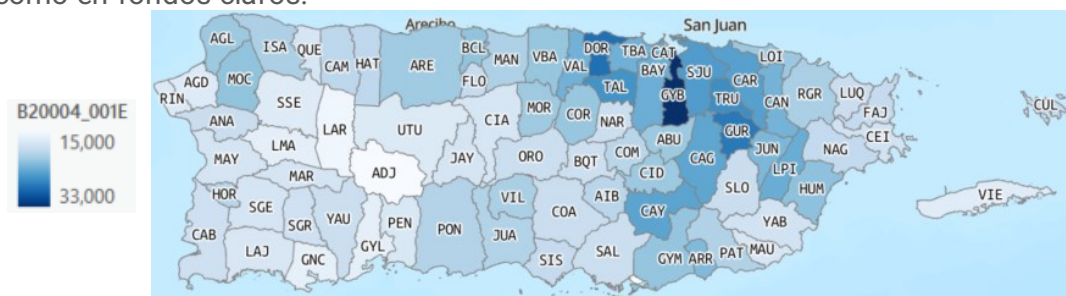 como en fondos claros.
B20004_001E
15,000
33,000
Arecibo
San Juan
AGL
ISA
QUE
CAM
HAT
ARE
BCL
MAN
VBA
VAL
DOR
TBA
CAT
BAY
SJU
LOI
CAR
MOC
AGD
RIN
FLO
TAL
GYB
TRU
CAN
RGR
LUQ
FAJ
CUL
SSE
MOR
COR
NAR
ANA
LAR
UTU
CIA
GUR
CEI
MAY
LMA
ADJ
JAY
ORO
BQT
COM
ABU
CID
CAG
JUN
LPI
NAG
MAR
HOR
SGE
SGR
YAU
PEN
PON
VIL
AIB
COA
CAY
SLO
HUM
VIE
CAB
LAJ
GNC
GYL
JUA
SIS
SAL
GYM
ARR
PAT
MAU
YAB